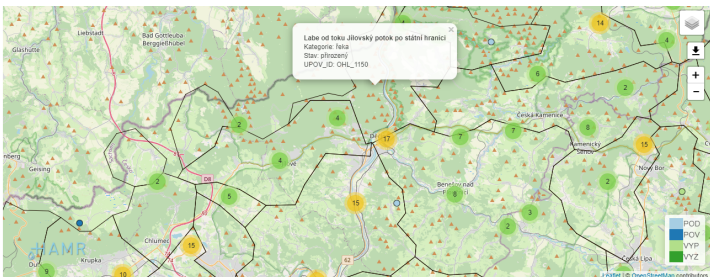 Liebstadt
Bad Gottleuba
Berggießhübel
Glashütte
Labe od toku Jílovský potok po státní hranici
Kategorie: řeka
Stav: přirozený
UPOV_ID: OHL_1150
×
4
14
4
+
−
6
2
2
4
Česká Kamenice
17
7
7
8
Kamenický
Šenov
15
Geising
4
Nový Bor
2
5
D8
Benešov nad
6
2
15
3
2
Chlumec
15
62
HAMR
Krupka
9
10
Česká Lípa
POD
POV
VYP
VYZ
Leaflet | © OpenStreetMap contributors